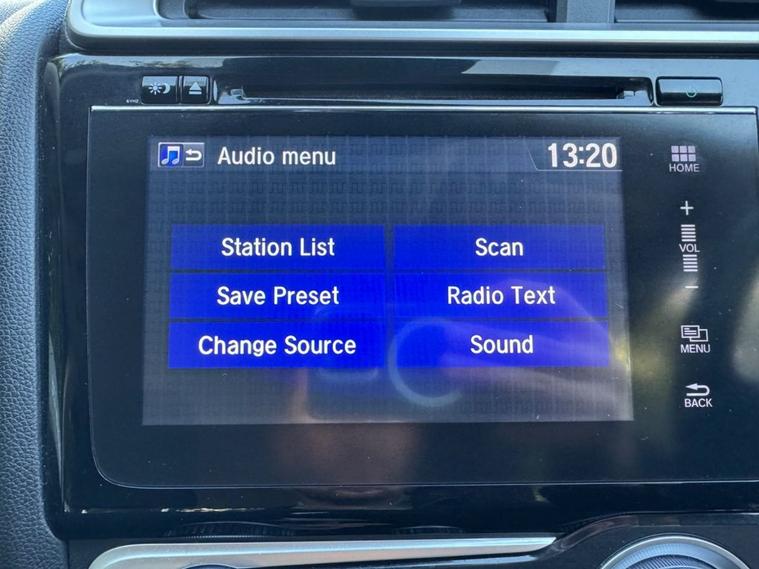 Audio menu
13:20
HOME
+
Station List
Scan
VOL
Save Preset
Radio Text
−
Change Source
Sound
MENU
BACK